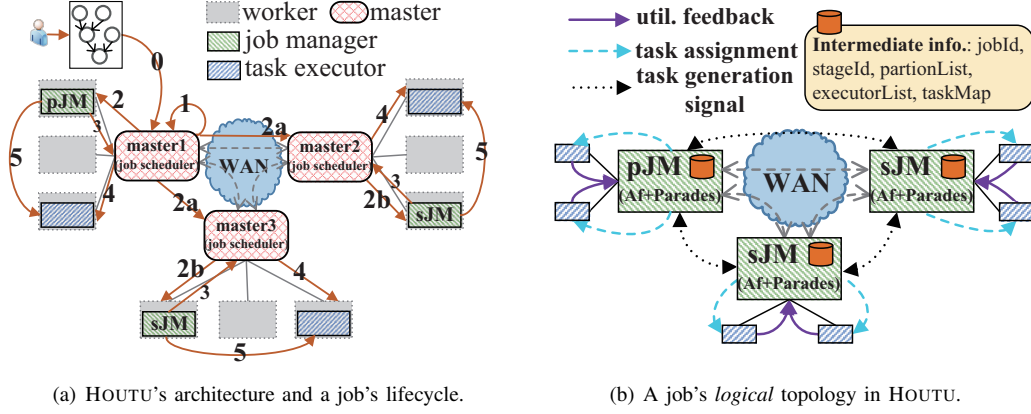 worker master
job manager
task executor
0
pJM
2
1
3
5
4
master1
(job scheduler)
2a
WAN
2a
master2
(job scheduler)
4
3
2b
5
sJM
master3
(job scheduler)
2b
3
4
sJM
5
(a) HOUTU's architecture and a job's lifecycle.
util. feedback
task assignment
task generation
signal
Intermediate info.: jobId,
stageId, partionList,
executorList, taskMap
pJM
(Af+Parades)
WAN
sJM
(Af+Parades)
sJM
(Af+Parades)
(b) A job's logical topology in HOUTU.